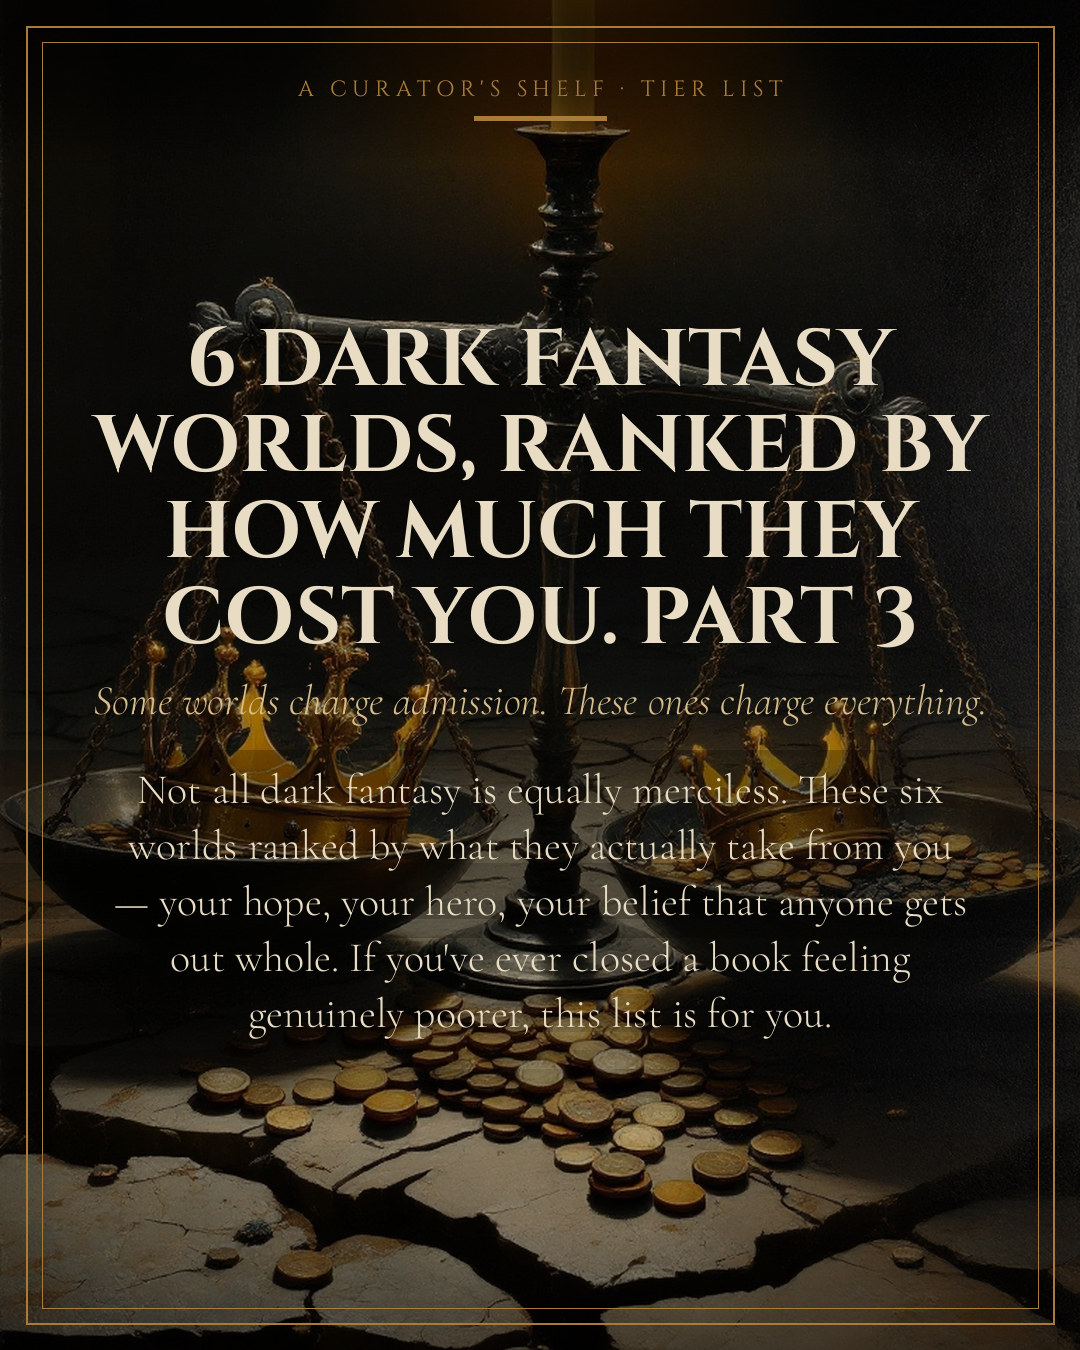 A CURATOR'S SHELF · TIER LIST
6 DARK FANTASY
WORLDS, RANKED BY
HOW MUCH THEY
COST YOU. PART 3
Some worlds charge admission. These ones charge everything.
Not all dark fantasy is equally merciless. These six
worlds ranked by what they actually take from you
— your hope, your hero, your belief that anyone gets
out whole. If you've ever closed a book feeling
genuinely poorer, this list is for you.